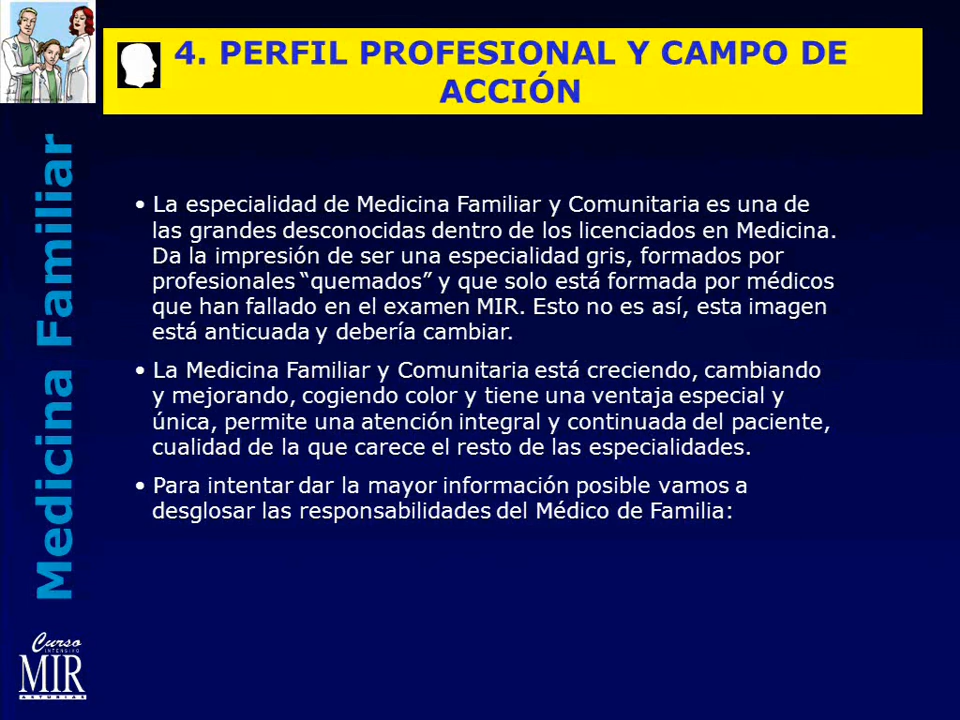 4. PERFIL PROFESIONAL Y CAMPO DE
ACCIÓN
Medicina Familiar
• La especialidad de Medicina Familiar y Comunitaria es una de
las grandes desconocidas dentro de los licenciados en Medicina.
Da la impresión de ser una especialidad gris, formados por
profesionales “quemados” y que solo está formada por médicos
que han fallado en el examen MIR. Esto no es así, esta imagen
está anticuada y debería cambiar.
• La Medicina Familiar y Comunitaria está creciendo, cambiando
y mejorando, cogiendo color y tiene una ventaja especial y
única, permite una atención integral y continuada del paciente,
cualidad de la que carece el resto de las especialidades.
• Para intentar dar la mayor información posible vamos a
desglosar las responsabilidades del Médico de Familia:
Curso
INTENSIVO
MIR
ASTURIAS